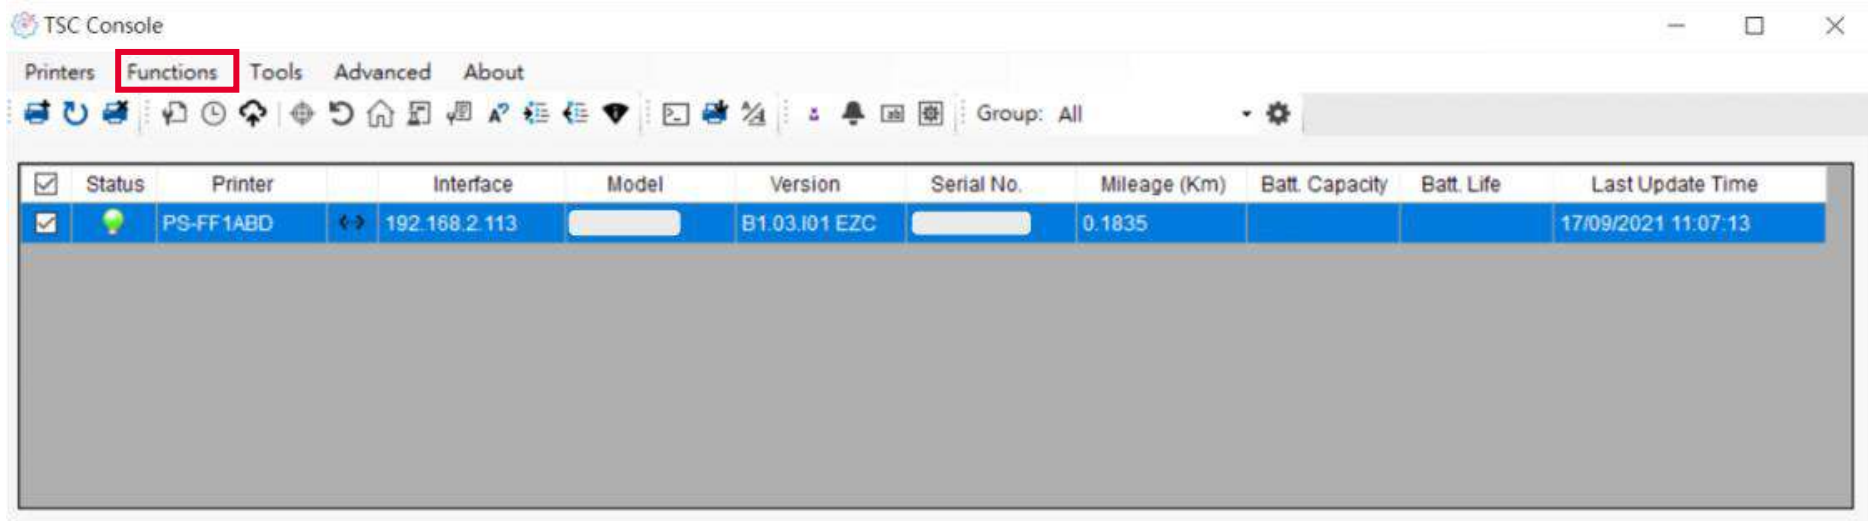 TSC Console
Printers Functions Tools Advanced About
Group: All
Status Printer Interface Model Version Serial No. Mileage (Km) Batt. Capacity Batt. Life Last Update Time
PS-FF1ABD 192.168.2.113 B1.03.I01 EZC 0.1835 17/09/2021 11:07:13